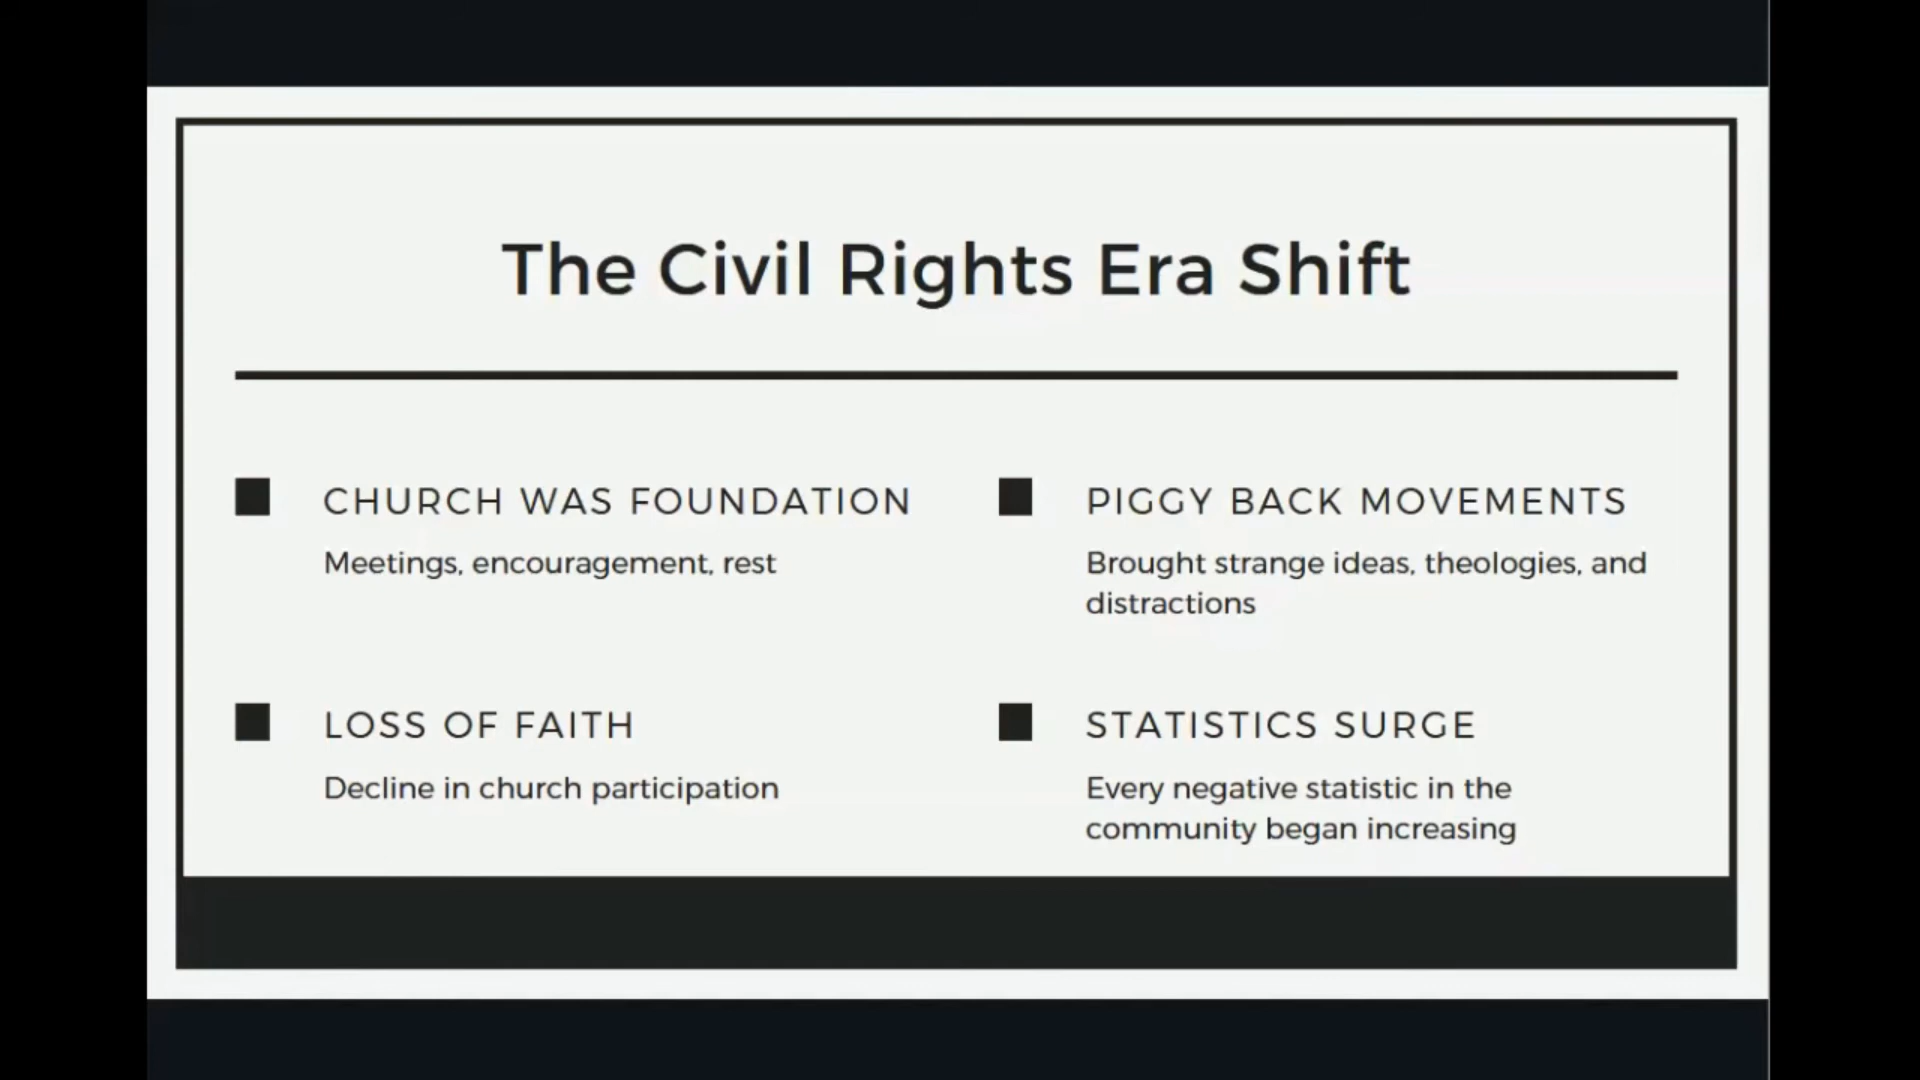 The Civil Rights Era Shift
CHURCH WAS FOUNDATION
Meetings, encouragement, rest
PIGGY BACK MOVEMENTS
Brought strange ideas, theologies, and
distractions
LOSS OF FAITH
Decline in church participation
STATISTICS SURGE
Every negative statistic in the
community began increasing